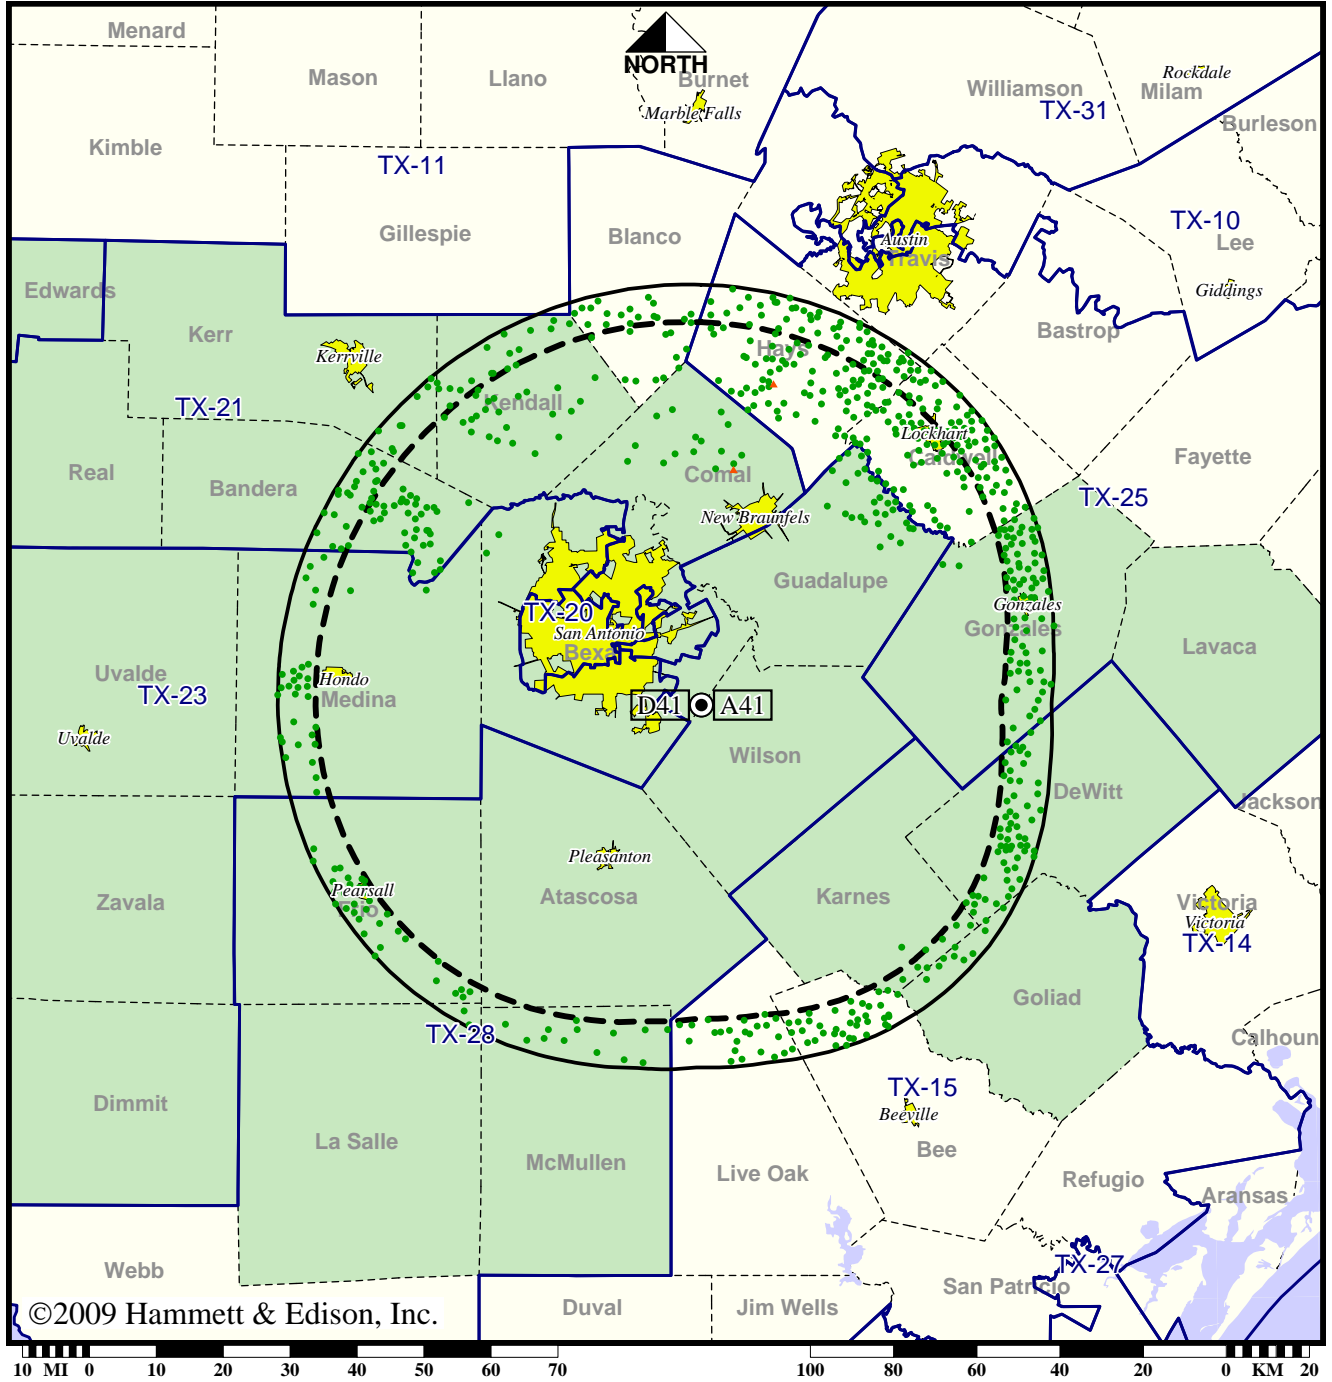 Menard
Mason
Llano
NORTH
Burnet
Marble Falls
Williamson
TX-31
Rockdale
Milam
Burleson
Kimble
TX-11
Gillespie
Blanco
Austin
Travis
TX-10
Lee
Giddings
Edwards
Kerr
Kerrville
Hays
Bastrop
TX-21
Kendall
Lockhart
Caldwell
Fayette
Real
Bandera
Comal
TX-25
New Braunfels
Guadalupe
TX-20
San Antonio
Bexa
Gonzales
Gonzales
Lavaca
Uvalde
TX-23
Hondo
Medina
D41
A41
Uvalde
Wilson
DeWitt
Jackson
Pleasanton
Zavala
Pearsall
Frio
Atascosa
Karnes
Victoria
Victoria
TX-14
Goliad
TX-28
Calhoun
Dimmit
La Salle
McMullen
TX-15
Beeville
Bee
Live Oak
Refugio
Aransas
Webb
TX-27
San Patricio
Duval
Jim Wells
©2009 Hammett & Edison, Inc.
10 MI 0 10 20 30 40 50 60 70 100 80 60 40 20 0 KM 20